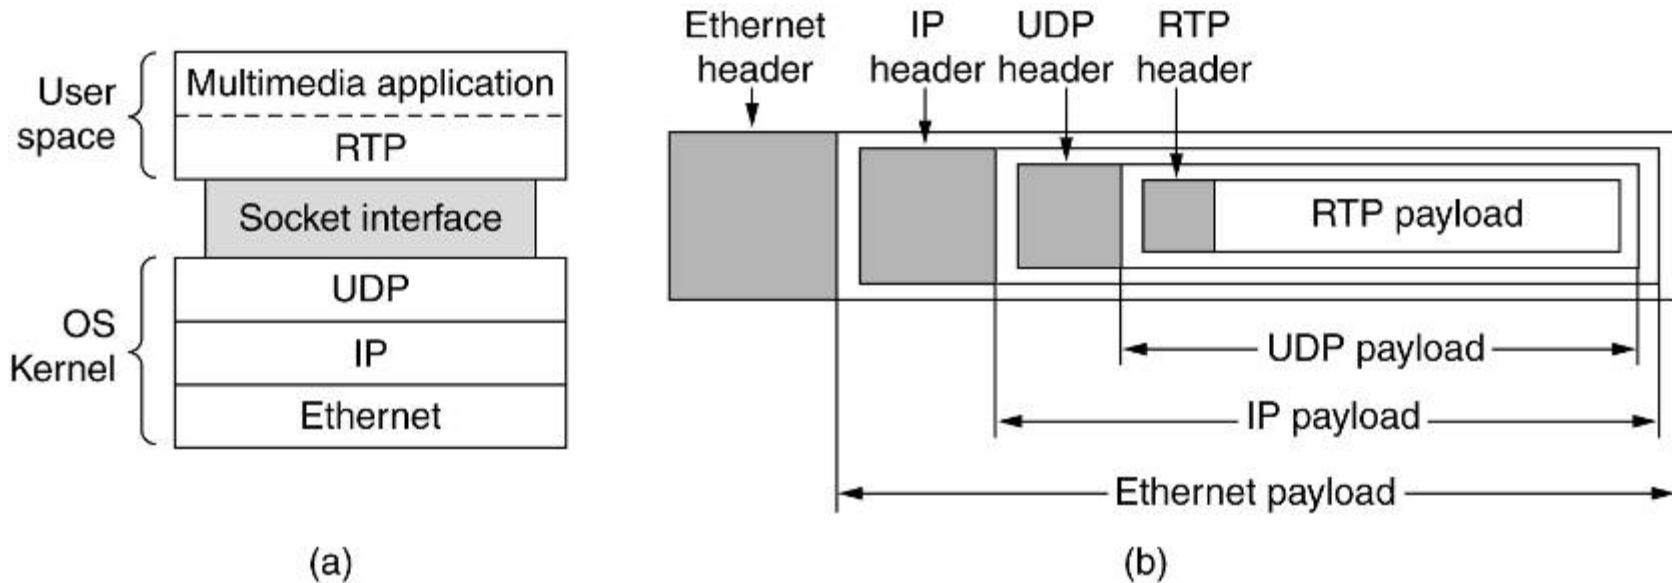 User
space
Multimedia application
RTP
Socket interface
OS
Kernel
UDP
IP
Ethernet
(a)
Ethernet
header
IP
header
UDP
header
RTP
header
RTP payload
UDP payload
IP payload
Ethernet payload
(b)